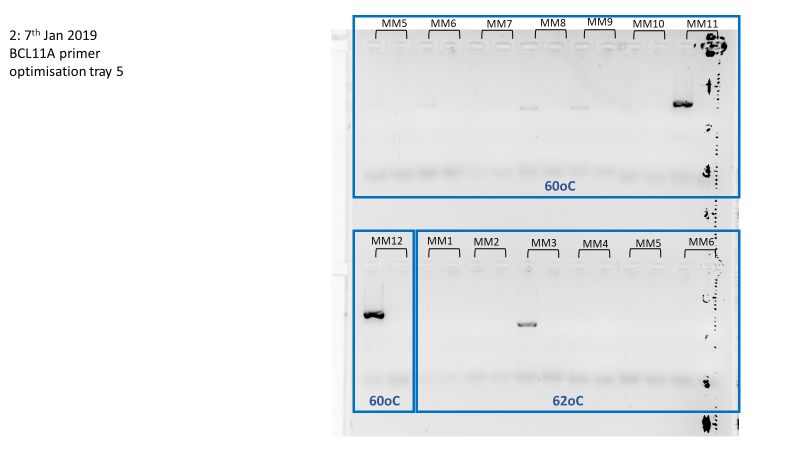 2: 7th Jan 2019
BCL11A primer
optimisation tray 5
MM5 MM6 MM7 MM8 MM9 MM10 MM11
60oC
MM12 MM1 MM2 MM3 MM4 MM5 MM6
60oC 62oC